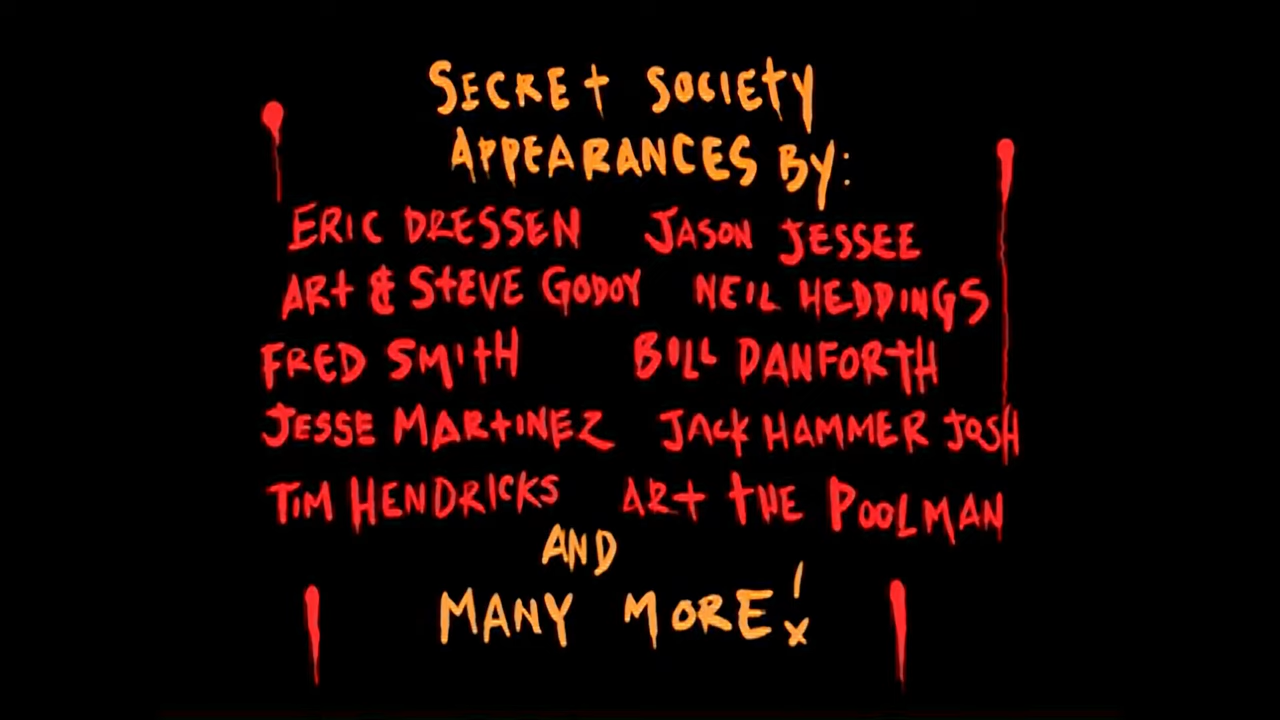 SECRET SOCIETY
APPEARANCES BY:
ERIC DRESSEN JASON JESSEE
ART & STEVE GODOY NEIL HEDDINGS
FRED SMITH BILL DANFORTH
JESSE MARTINEZ JACK HAMMER JOSH
TIM HENDRICKS ART THE POOLMAN
AND
MANY MORE!